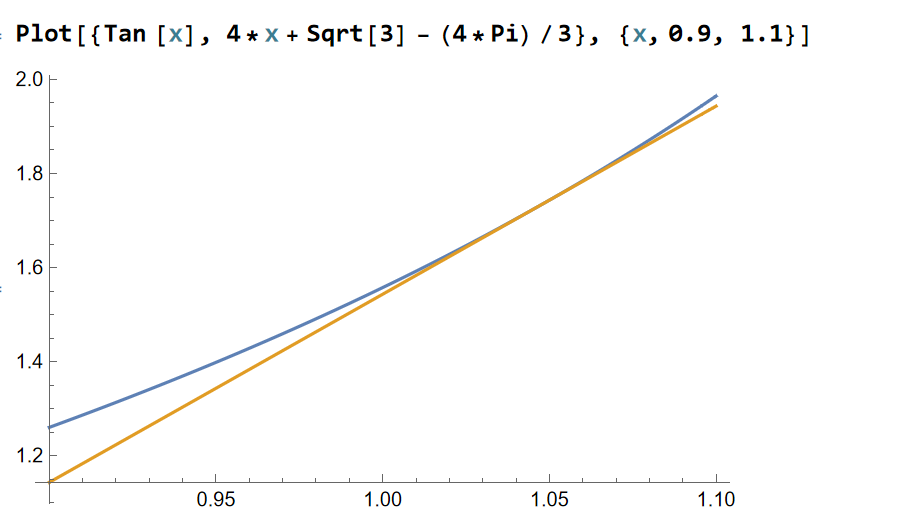 Plot[{Tan [x], 4*x + Sqrt[3] - (4*Pi) /3}, {x, 0.9, 1.1}]
2.0
1.8
1.6
1.4
1.2
0.95 1.00 1.05 1.10